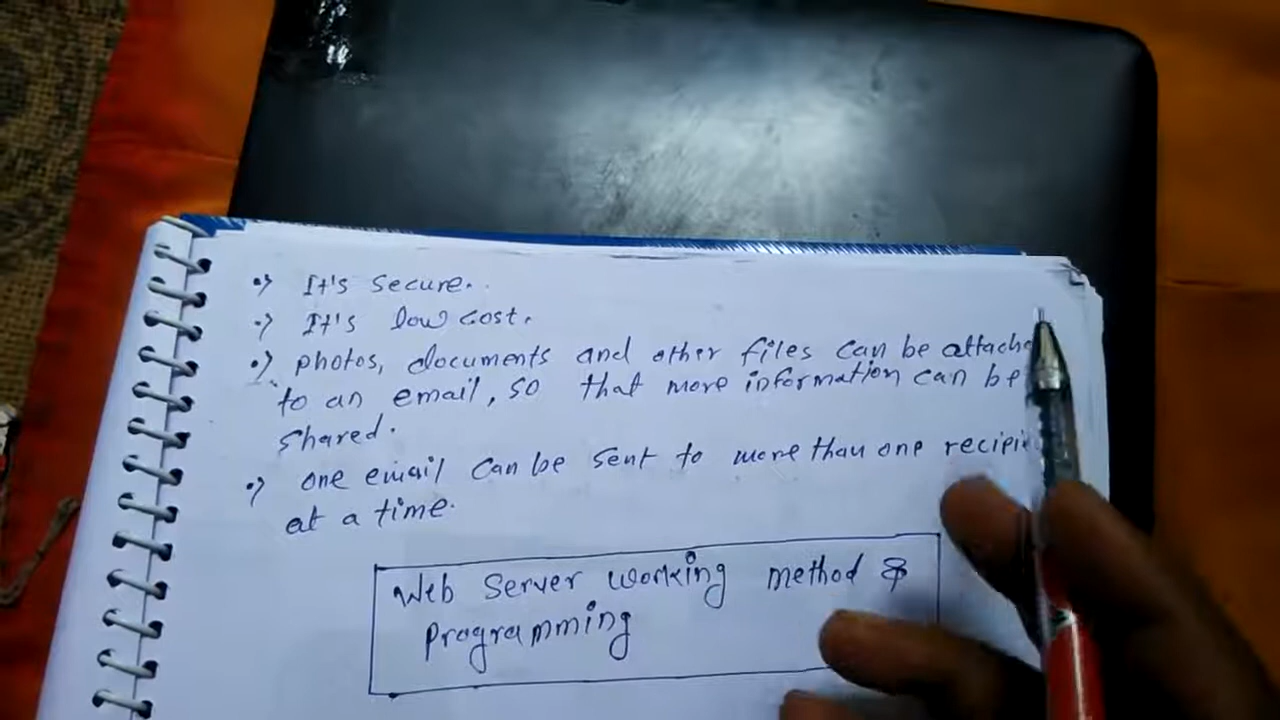 •} It's secure.
•} It's low cost.
•} photos, documents and other files can be attache
to an email, so that more information can be
shared.
•} one email can be sent to more than one recipie
at a time.
Web Server working method &
programming